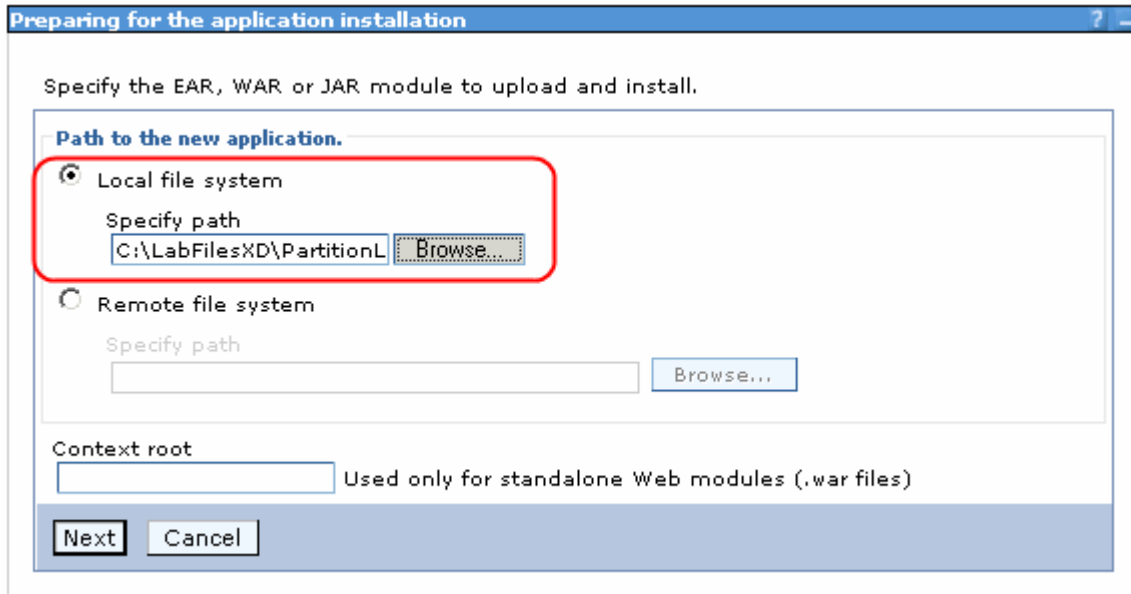 Preparing for the application installation ? –
Specify the EAR, WAR or JAR module to upload and install.
Path to the new application.
Local file system
Specify path
C:\LabFilesXD\PartitionL Browse...
Remote file system
Specify path
Browse...
Context root
Used only for standalone Web modules (.war files)
Next Cancel